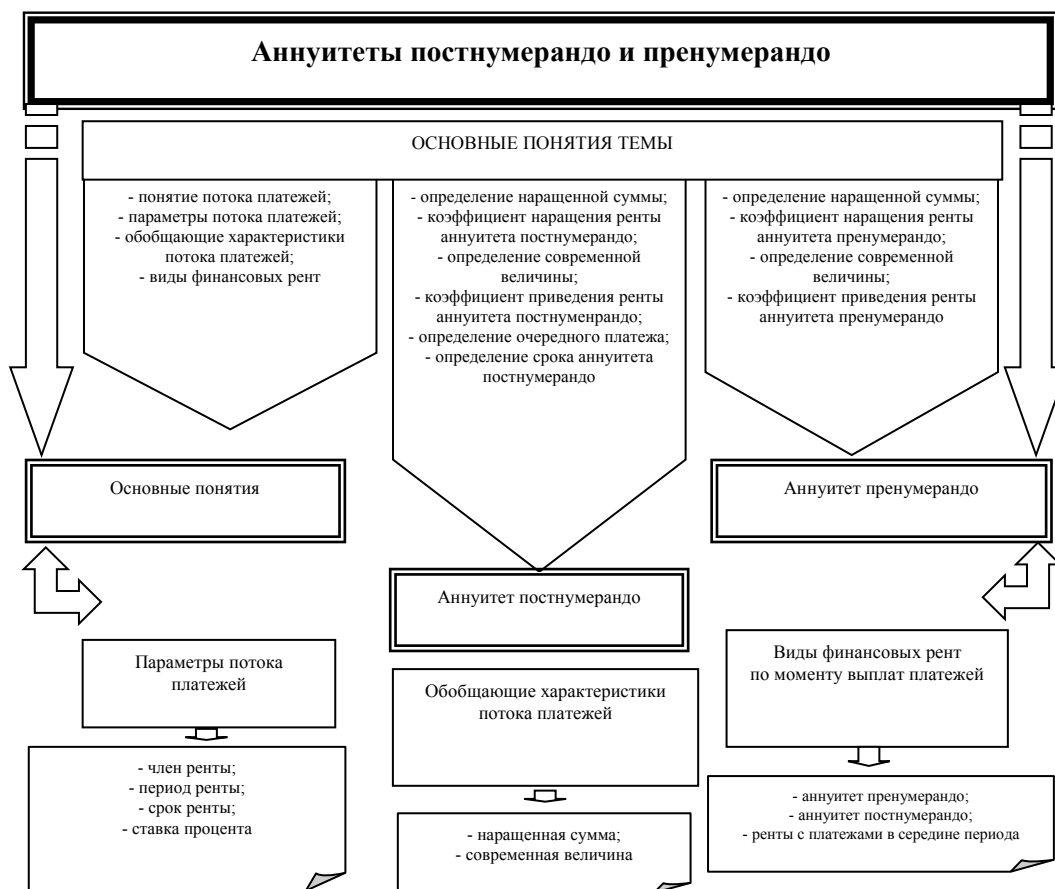 Аннуитеты постнумерандо и пренумерандо
ОСНОВНЫЕ ПОНЯТИЯ ТЕМЫ
- понятие потока платежей;
- параметры потока платежей;
- обобщающие характеристики
потока платежей;
- виды финансовых рент
- определение наращенной суммы;
- коэффициент наращения ренты
аннуитета постнумерандо;
- определение современной
величины;
- коэффициент приведения ренты
аннуитета постнуменрандо;
- определение очередного платежа;
- определение срока аннуитета
постнумерандо
- определение наращенной суммы;
- коэффициент наращения ренты
аннуитета пренумерандо;
- определение современной
величины;
- коэффициент приведения ренты
аннуитета пренумерандо
Основные понятия
Аннуитет постнумерандо
Аннуитет пренумерандо
Параметры потока
платежей
- член ренты;
- период ренты;
- срок ренты;
- ставка процента
Обобщающие характеристики
потока платежей
- наращенная сумма;
- современная величина
Виды финансовых рент
по моменту выплат платежей
- аннуитет пренумерандо;
- аннуитет постнумерандо;
- ренты с платежами в середине периода